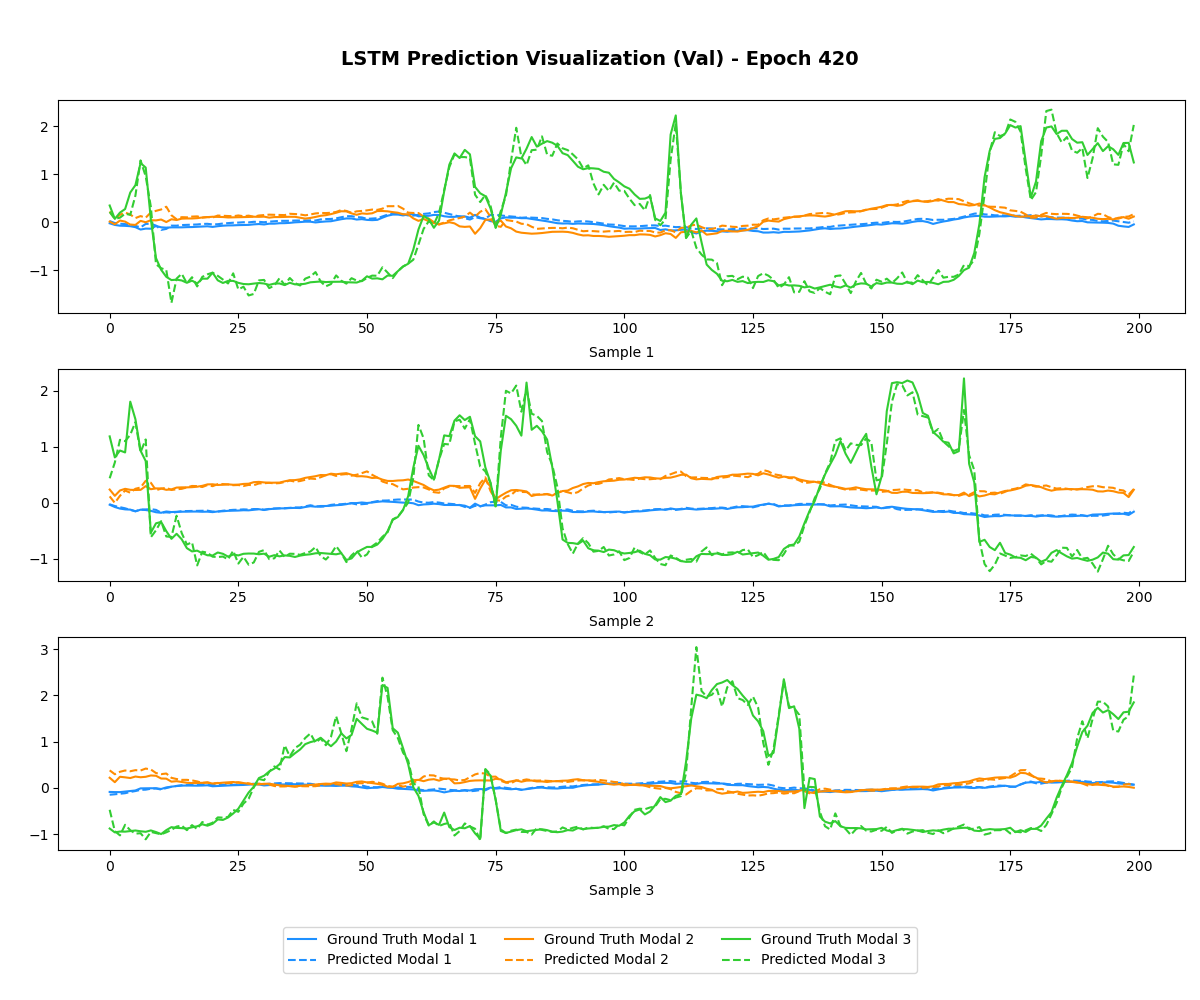 LSTM Prediction Visualization (Val) - Epoch 420
2
1
0
−1
0 25 50 75 100 125 150 175 200
Sample 1
2
1
0
−1
0 25 50 75 100 125 150 175 200
Sample 2
3
2
1
0
−1
0 25 50 75 100 125 150 175 200
Sample 3
Ground Truth Modal 1 Ground Truth Modal 2 Ground Truth Modal 3
Predicted Modal 1 Predicted Modal 2 Predicted Modal 3